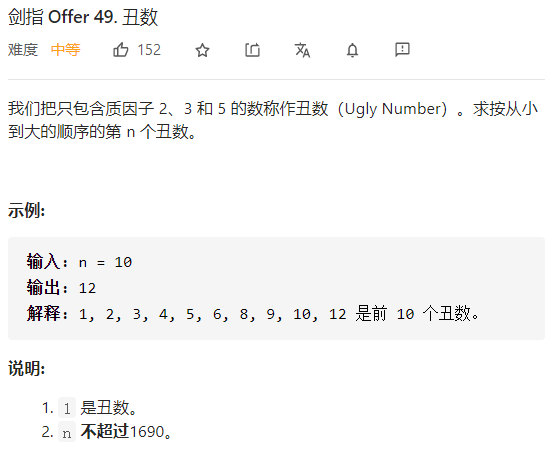 剑指 Offer 49. 丑数
难度 中等 152
我们把只包含质因子 2、3 和 5 的数称作丑数（Ugly Number）。求按从小
到大的顺序的第 n 个丑数。
示例:
输入: n = 10
输出: 12
解释: 1, 2, 3, 4, 5, 6, 8, 9, 10, 12 是前 10 个丑数。
说明:
1. 1 是丑数。
2. n 不超过1690。